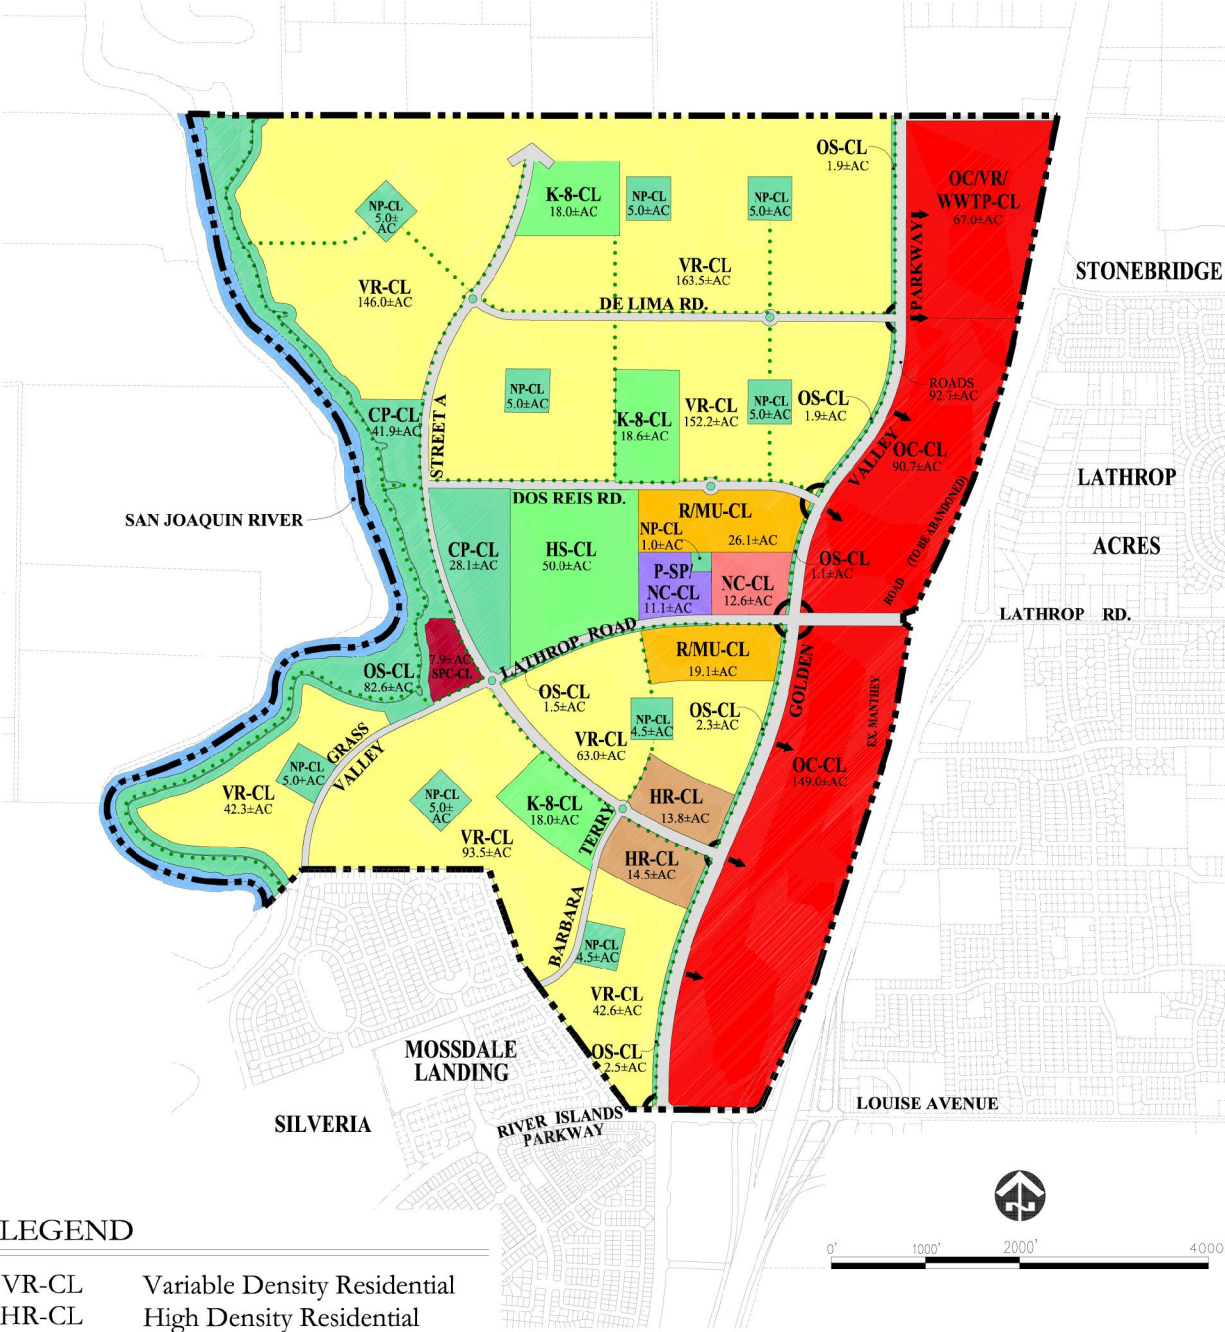 OS-CL
1.9±AC
OC/VR/
WWTP-CL
67.0±AC
K-8-CL
18.0±AC
NP-CL
5.0±AC
NP-CL
5.0±AC
NP-CL
5.0±
AC
PARKWAY
STONEBRIDGE
VR-CL
146.0±AC
VR-CL
163.5±AC
DE LIMA RD.
ROADS
92.7±AC
NP-CL
5.0±AC
NP-CL
5.0±AC
OS-CL
1.9±AC
CP-CL
41.9±AC
STREET A
K-8-CL
18.6±AC
VR-CL
152.2±AC
VALLEY
OC-CL
90.7±AC
LATHROP
ACRES
DOS REIS RD.
SAN JOAQUIN RIVER
R/MU-CL
26.1±AC
NP-CL
1.0±AC
CP-CL
28.1±AC
HS-CL
50.0±AC
OS-CL
1.1±AC
ROAD (TO BE ABANDONED)
P-SP/
NC-CL
11.1±AC
NC-CL
12.6±AC
LATHROP RD.
LATHROP ROAD
7.9±AC
SPC-CL
OS-CL
82.6±AC
R/MU-CL
19.1±AC
GOLDEN
OS-CL
1.5±AC
NP-CL
4.5±AC
OS-CL
2.3±AC
EX. MANTHEY
VR-CL
63.0±AC
GRASS
VALLEY
NP-CL
5.0±AC
OC-CL
149.0±AC
VR-CL
42.3±AC
NP-CL
5.0±
AC
K-8-CL
18.0±AC
HR-CL
13.8±AC
TERRY
VR-CL
93.5±AC
HR-CL
14.5±AC
BARBARA
NP-CL
4.5±AC
VR-CL
42.6±AC
OS-CL
2.5±AC
MOSSDALE
LANDING
SILVERIA
RIVER ISLANDS
PARKWAY
LOUISE AVENUE
N
0'
1000'
2000'
4000
LEGEND
VR-CL Variable Density Residential
HR-CL High Density Residential